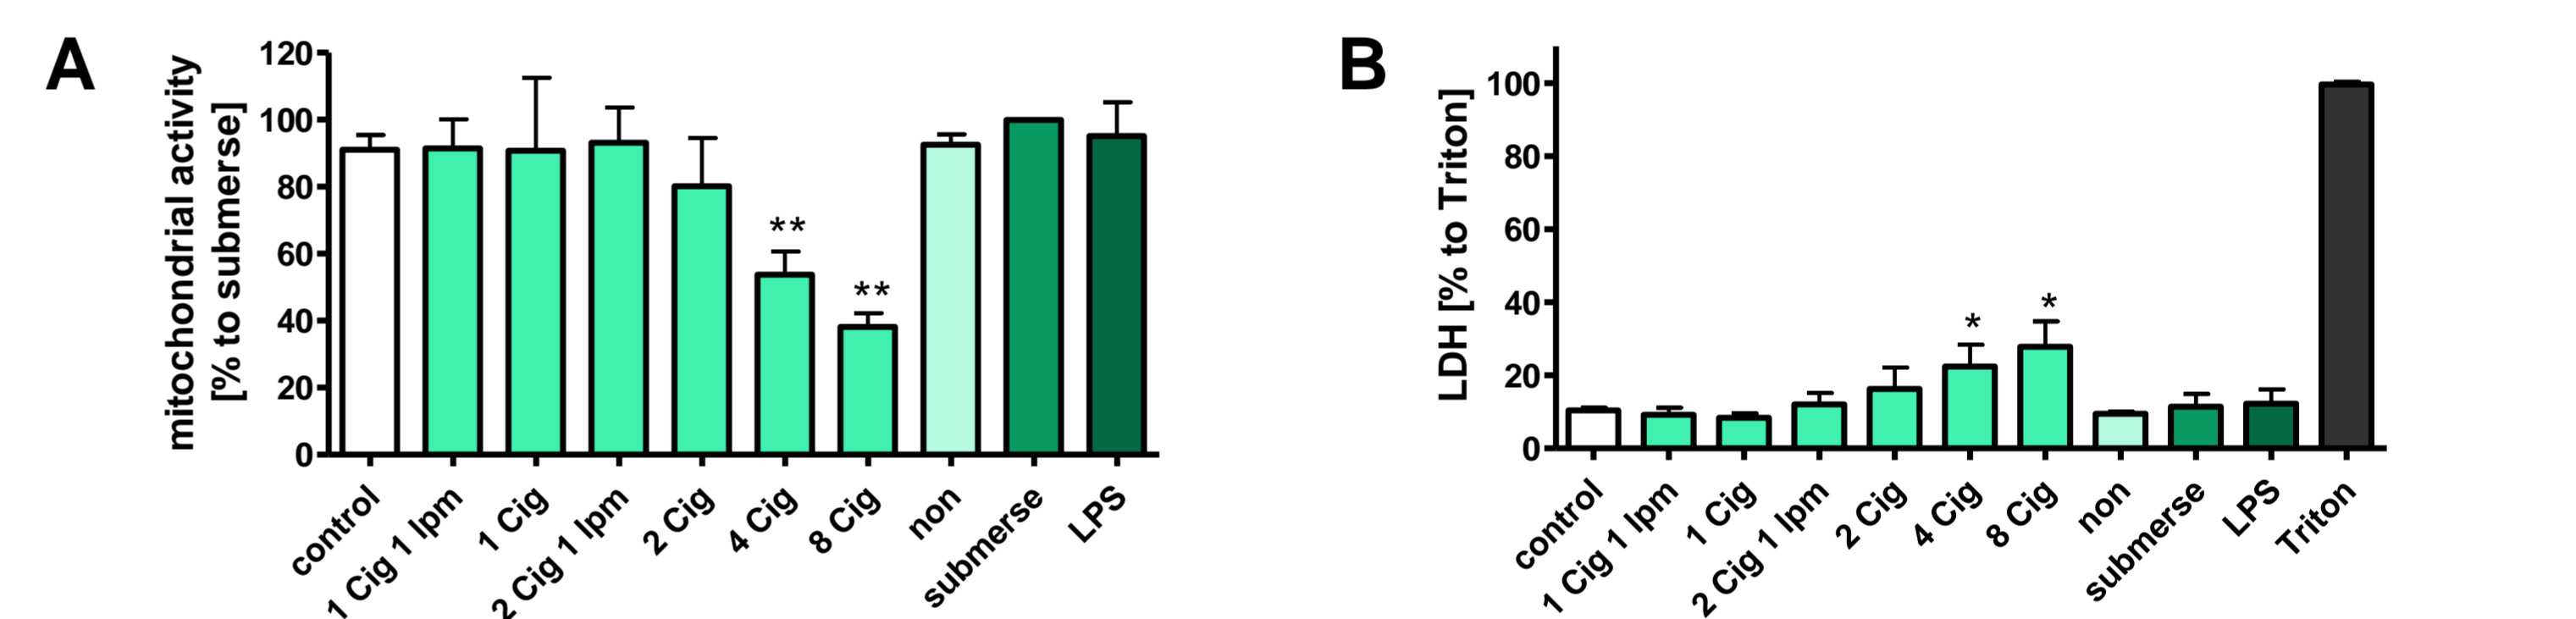 A
mitochondrial activity
[% to submerse]
120
100
80
60
40
20
0
**
**
control
1 Cig 1 lpm
1 Cig
2 Cig 1 lpm
2 Cig
4 Cig
8 Cig
non
submerse
LPS
B
LDH [% to Triton]
100
80
60
40
20
0
*
*
control
1 Cig 1 lpm
1 Cig
2 Cig 1 lpm
2 Cig
4 Cig
8 Cig
non
submerse
LPS
Triton